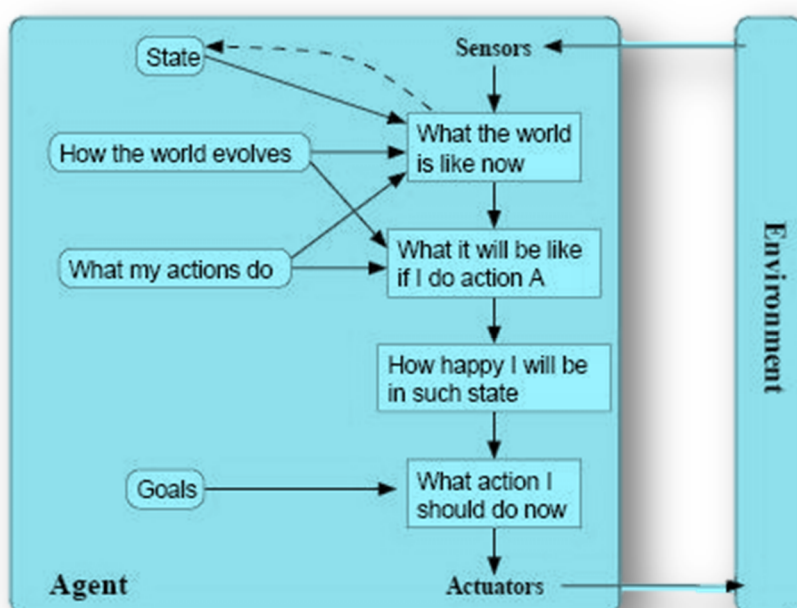 State
Sensors
What the world
is like now
How the world evolves
What it will be like
if I do action A
What my actions do
How happy I will be
in such state
Goals
What action I
should do now
Agent
Actuators
Environment